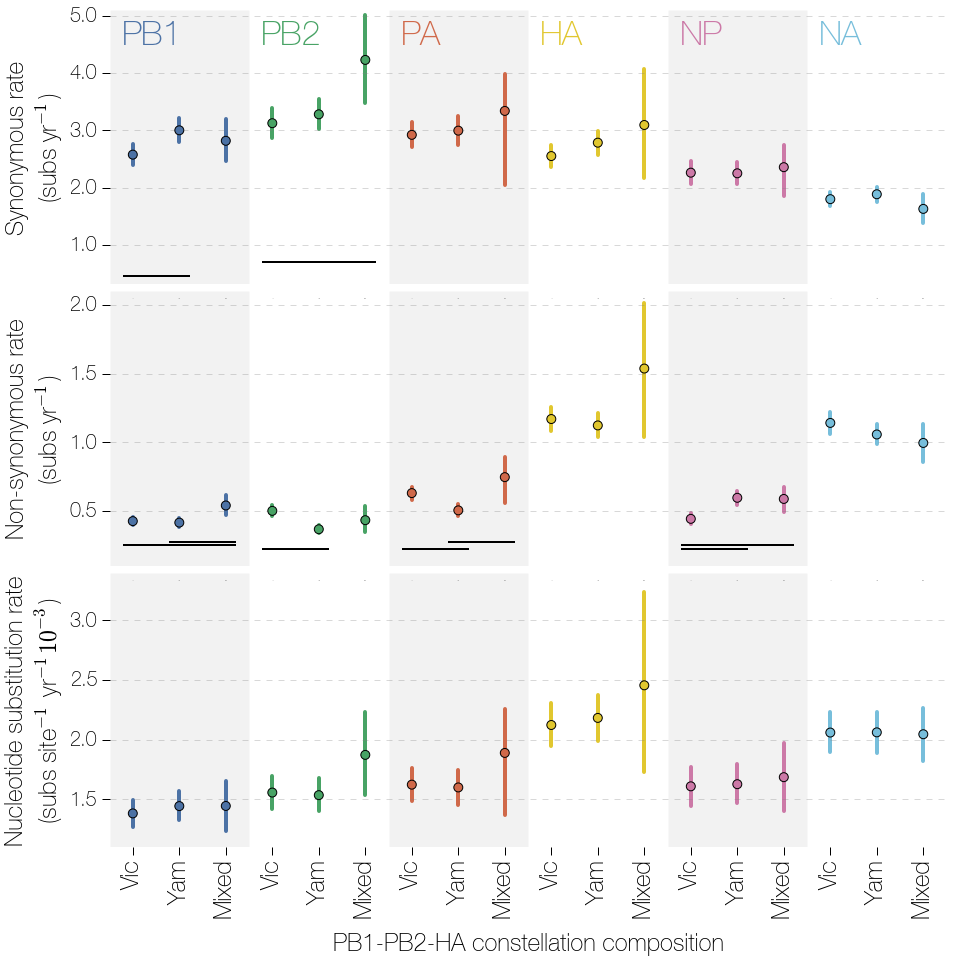 PB1 PB2 PA HA NP NA
Synonymous rate
(subs yr⁻¹)
5.0
4.0
3.0
2.0
1.0
Non-synonymous rate
(subs yr⁻¹)
2.0
1.5
1.0
0.5
Nucleotide substitution rate
(subs site⁻¹ yr⁻¹10⁻³)
3.0
2.5
2.0
1.5
Vic Yam Mixed Vic Yam Mixed Vic Yam Mixed Vic Yam Mixed Vic Yam Mixed Vic Yam Mixed
PB1-PB2-HA constellation composition